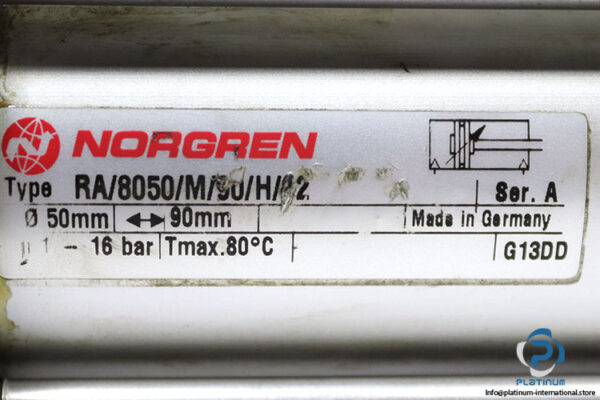 NORGREN
Type RA/8050/M/90/H/12
Ser. A
Ø 50mm 90mm
Made in Germany
1 - 16 bar Tmax.80°C
G13DD
PLATINUM
Info@platinum-international.store